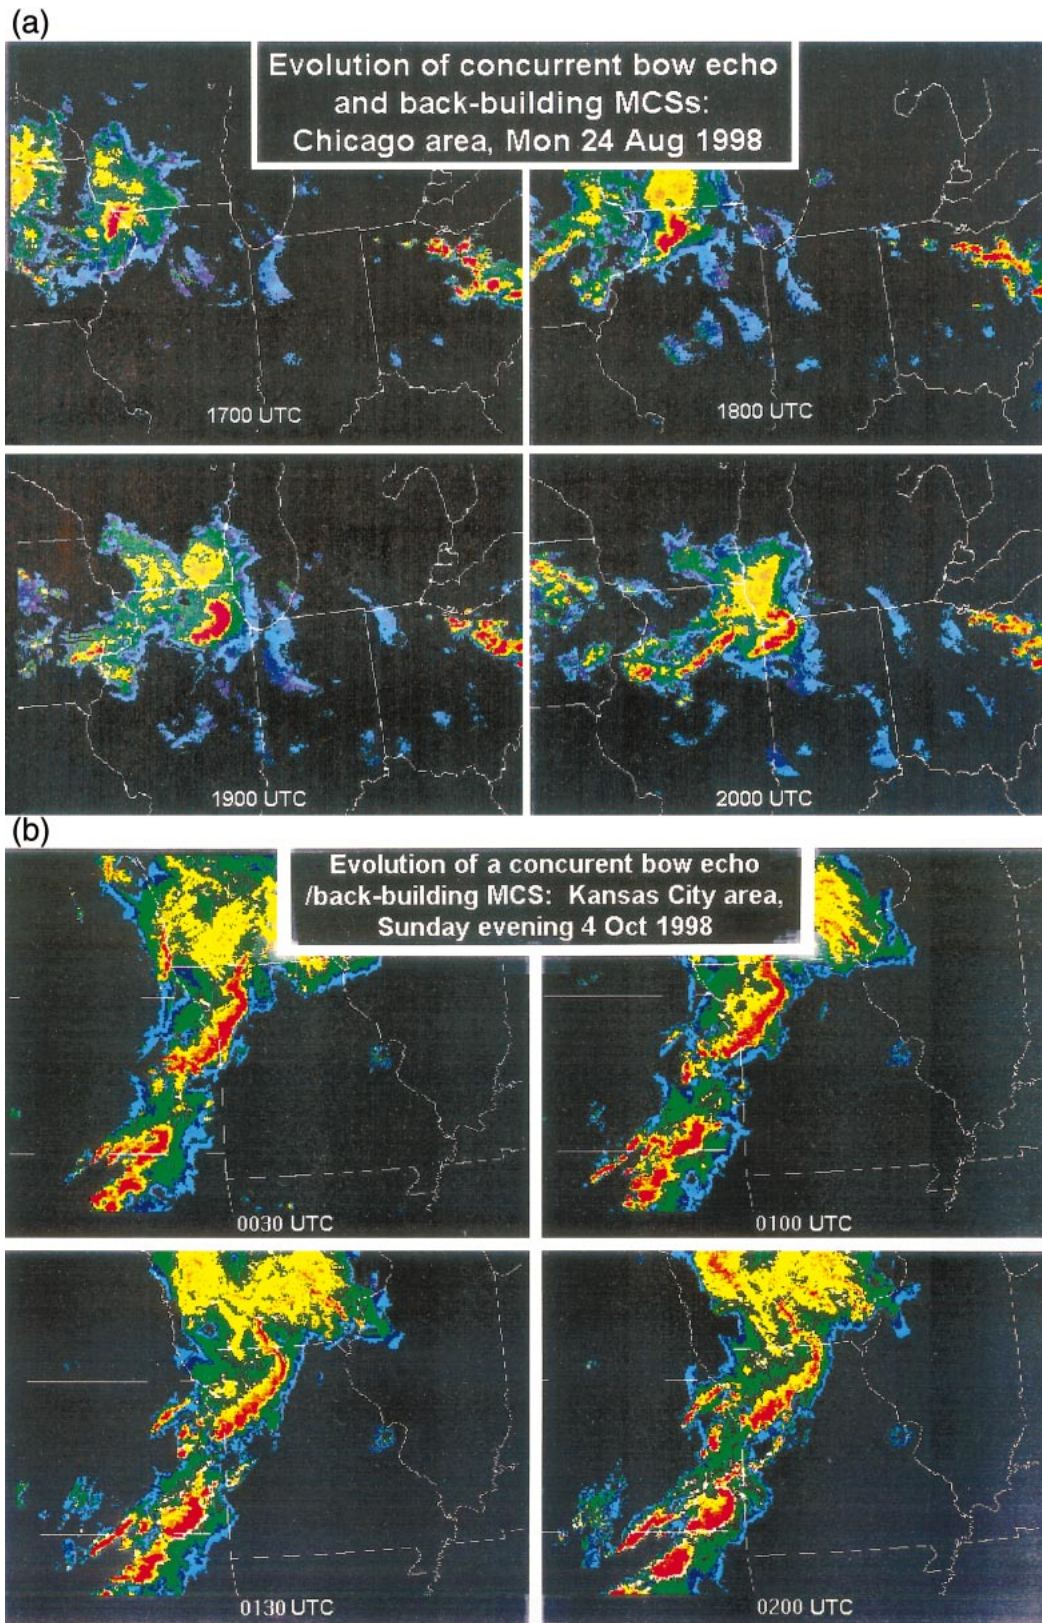 (a)
Evolution of concurrent bow echo
and back-building MCSs:
Chicago area, Mon 24 Aug 1998
1700 UTC
1800 UTC
1900 UTC
2000 UTC
(b)
Evolution of a concurent bow echo
/back-building MCS: Kansas City area,
Sunday evening 4 Oct 1998
0030 UTC
0100 UTC
0130 UTC
0200 UTC